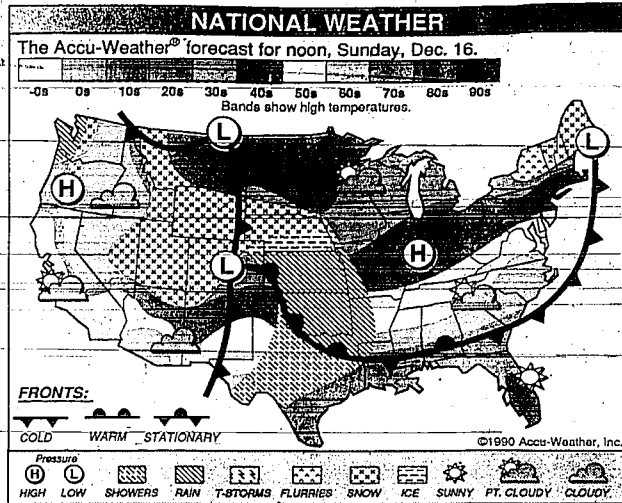 NATIONAL WEATHER
The Accu-Weather® forecast for noon, Sunday, Dec. 16.
-0s 0s 10s 20s 30s 40s 50s 60s 70s 80s 90s
Bands show high temperatures.
L
L
H
L
H
FRONTS:
COLD WARM STATIONARY
©1990 Accu-Weather, Inc.
Pressure
H L
HIGH LOW SHOWERS RAIN T-STORMS FLURRIES SNOW ICE SUNNY PT. CLOUDY CLOUDY